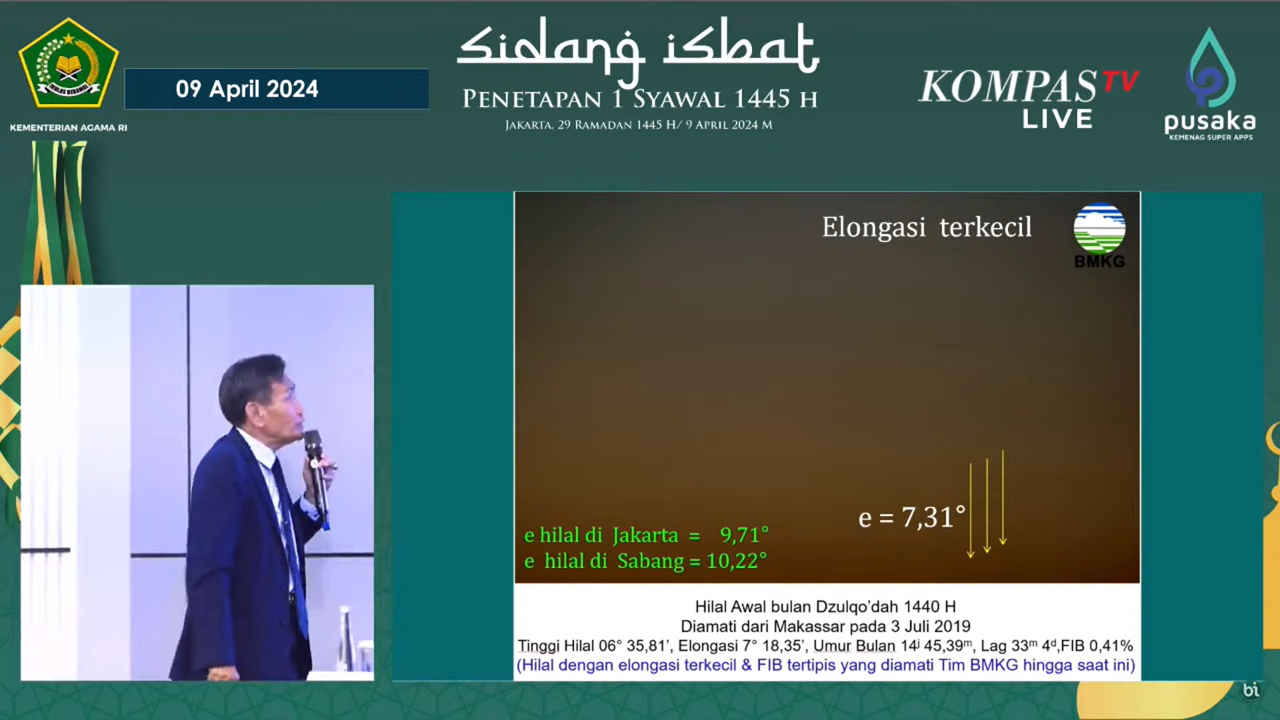 KEMENTERIAN AGAMA RI
09 April 2024
sidang isbat
PENETAPAN 1 SYAWAL 1445 H
JAKARTA, 29 RAMADAN 1445 H/ 9 APRIL 2024 M
KOMPAS TV
LIVE
pusaka
KEMENAG SUPER APPS
Elongasi terkecil
BMKG
e = 7,31°
e hilal di Jakarta = 9,71°
e hilal di Sabang = 10,22°
Hilal Awal bulan Dzulqo'dah 1440 H
Diamati dari Makassar pada 3 Juli 2019
Tinggi Hilal 06° 35,81', Elongasi 7° 18,35', Umur Bulan 14ʲ 45,39ᵐ, Lag 33ᵐ 4ᵈ,FIB 0,41%
(Hilal dengan elongasi terkecil & FIB tertipis yang diamati Tim BMKG hingga saat ini)
bi